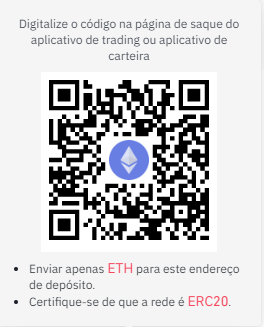 Digitalize o código na página de saque do
aplicativo de trading ou aplicativo de
carteira
• Enviar apenas ETH para este endereço
de depósito.
• Certifique-se de que a rede é ERC20.